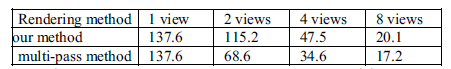 Rendering method 1 view 2 views 4 views 8 views
our method 137.6 115.2 47.5 20.1
multi-pass method 137.6 68.6 34.6 17.2